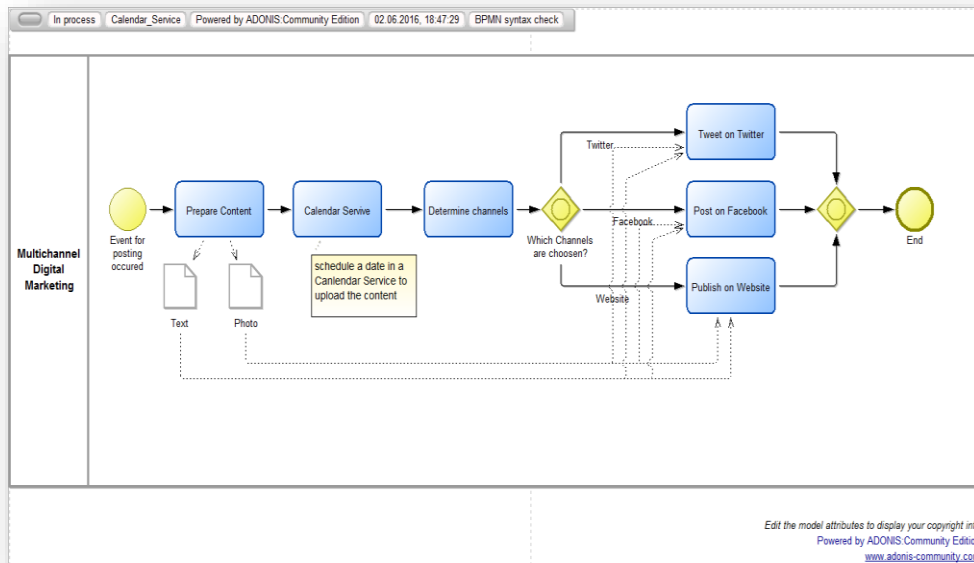 In process Calendar_Service Powered by ADONIS:Community Edition 02.06.2016, 18:47:29 BPMN syntax check
Tweet on Twitter
Twitter
Prepare Content
Calendar Servive
Determine channels
Post on Facebook
Facebook
Event for
posting
occured
Which Channels
are choosen?
End
Multichannel
Digital
Marketing
schedule a date in a
Canlendar Service to
upload the content
Publish on Website
Website
Text
Photo
Edit the model attributes to display your copyright
Powered by ADONIS:Community
www.adonis-community